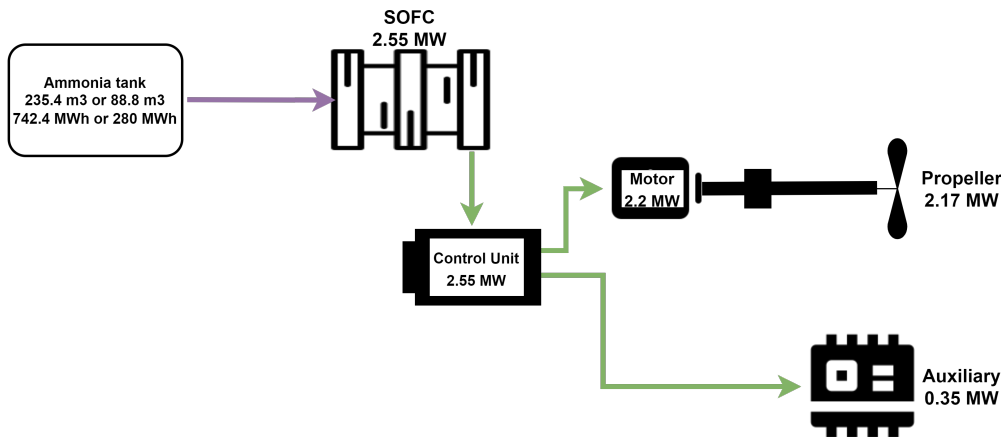 SOFC
2.55 MW
Ammonia tank
235.4 m3 or 88.8 m3
742.4 MWh or 280 MWh
Motor
2.2 MW
Propeller
2.17 MW
Control Unit
2.55 MW
Auxiliary
0.35 MW